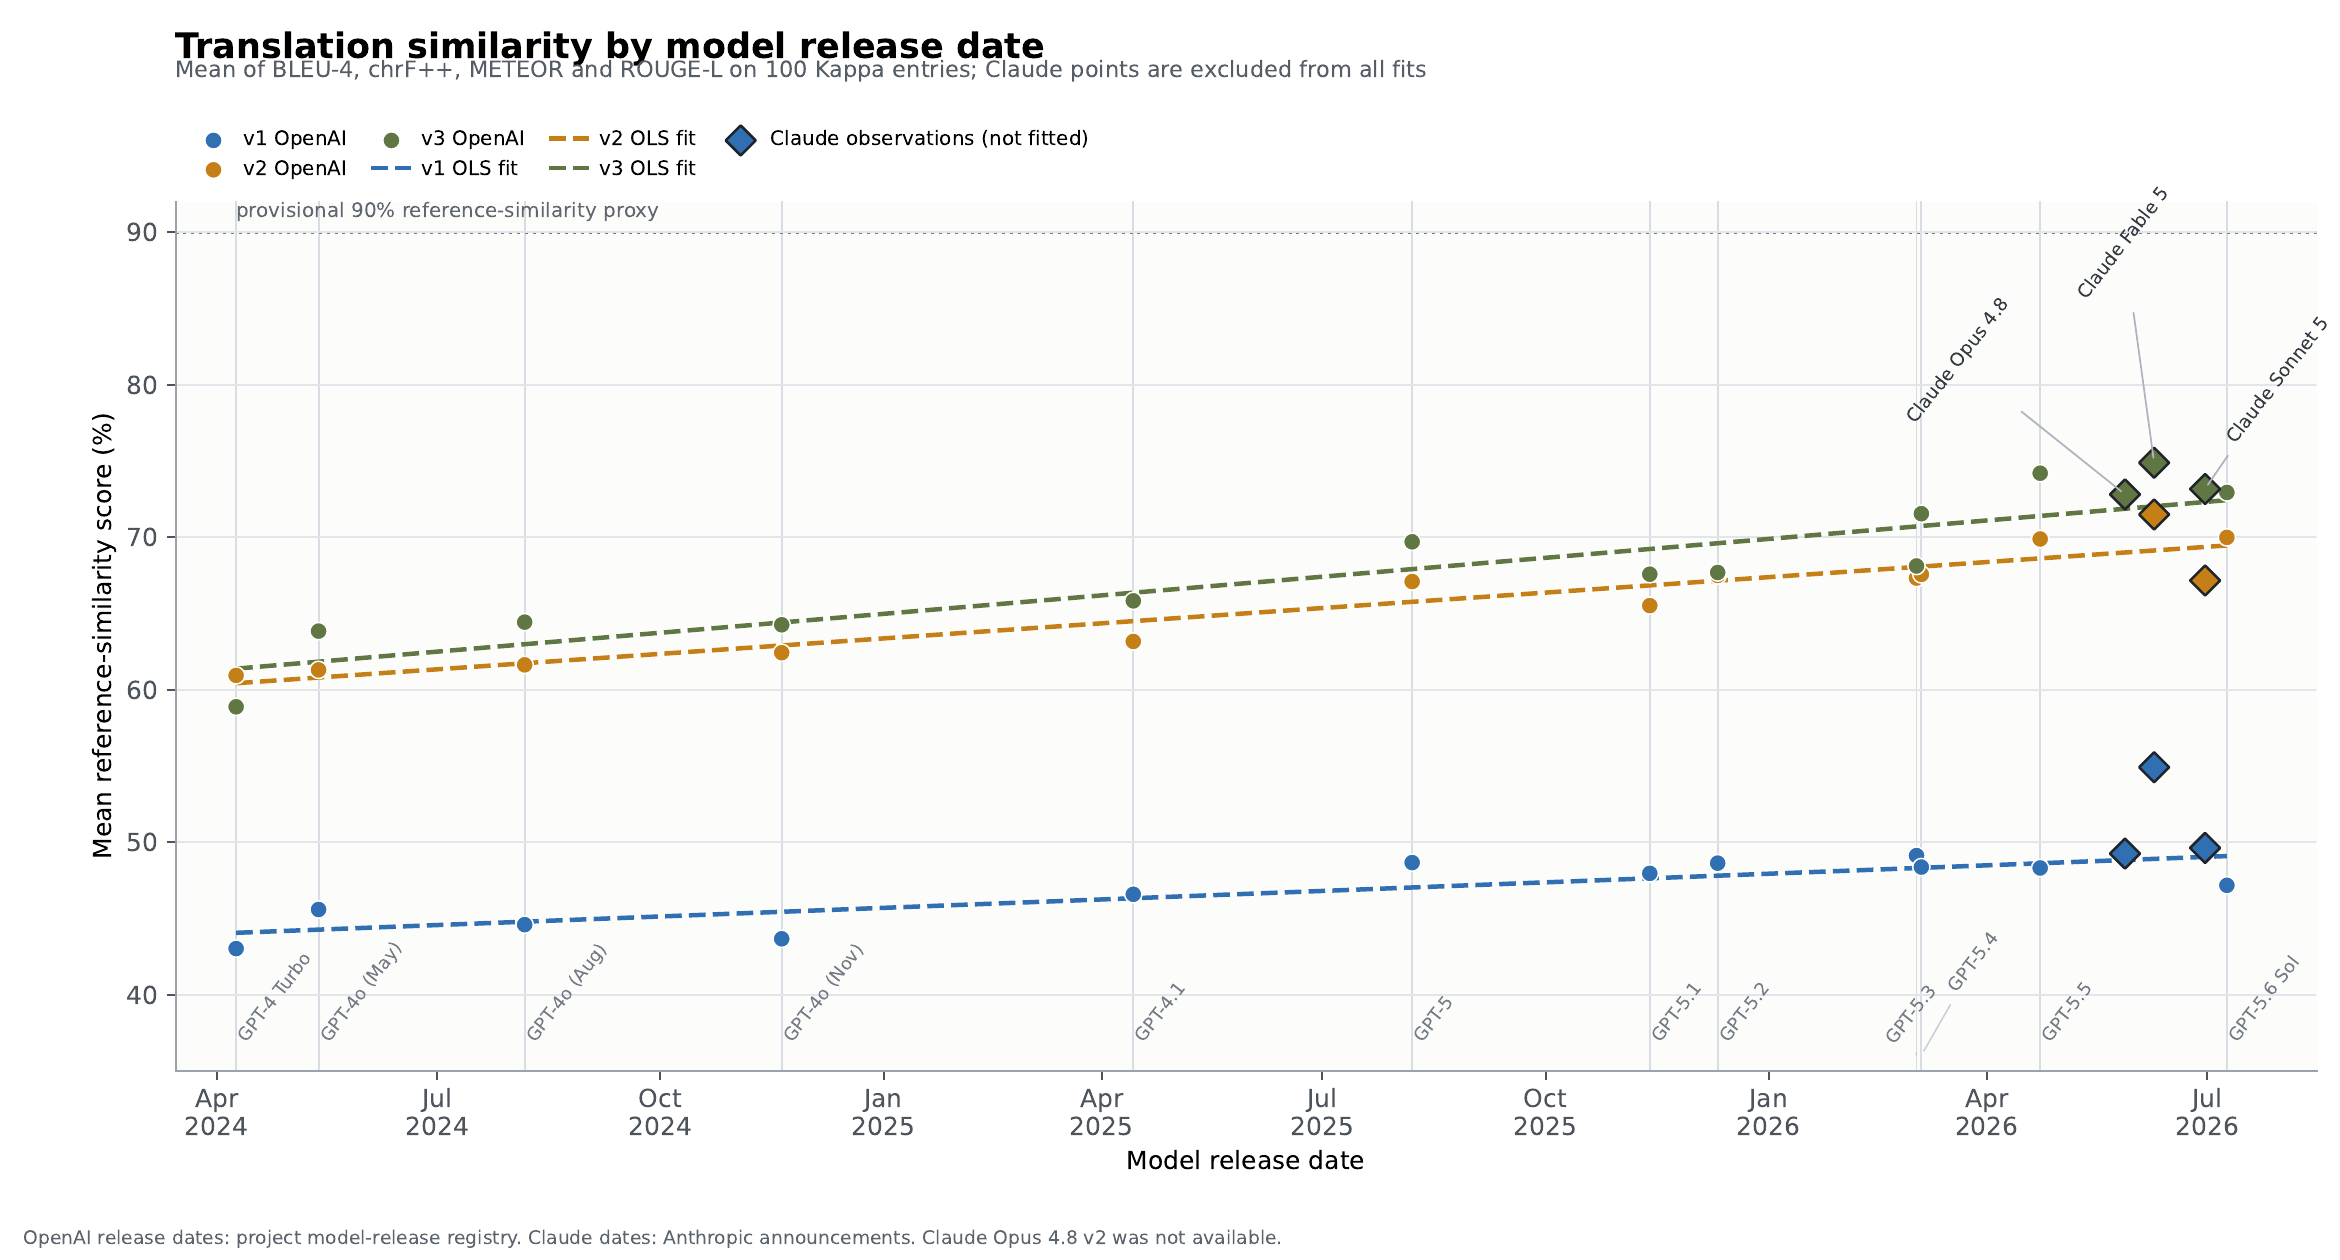 Translation similarity by model release date
Mean of BLEU-4, chrF++, METEOR and ROUGE-L on 100 Kappa entries; Claude points are excluded from all fits
v1 OpenAI
v2 OpenAI
v3 OpenAI
v1 OLS fit
v2 OLS fit
v3 OLS fit
Claude observations (not fitted)
provisional 90% reference-similarity proxy
Mean reference-similarity score (%)
90
80
70
60
50
40
Claude Opus 4.8
Claude Fable 5
Claude Sonnet 5
GPT-4 Turbo
GPT-4o (May)
GPT-4o (Aug)
GPT-4o (Nov)
GPT-4.1
GPT-5
GPT-5.1
GPT-5.2
GPT-5.3
GPT-5.4
GPT-5.5
GPT-5.6 Sol
Apr 2024
Jul 2024
Oct 2024
Jan 2025
Apr 2025
Jul 2025
Oct 2025
Jan 2026
Apr 2026
Jul 2026
Model release date
OpenAI release dates: project model-release registry. Claude dates: Anthropic announcements. Claude Opus 4.8 v2 was not available.